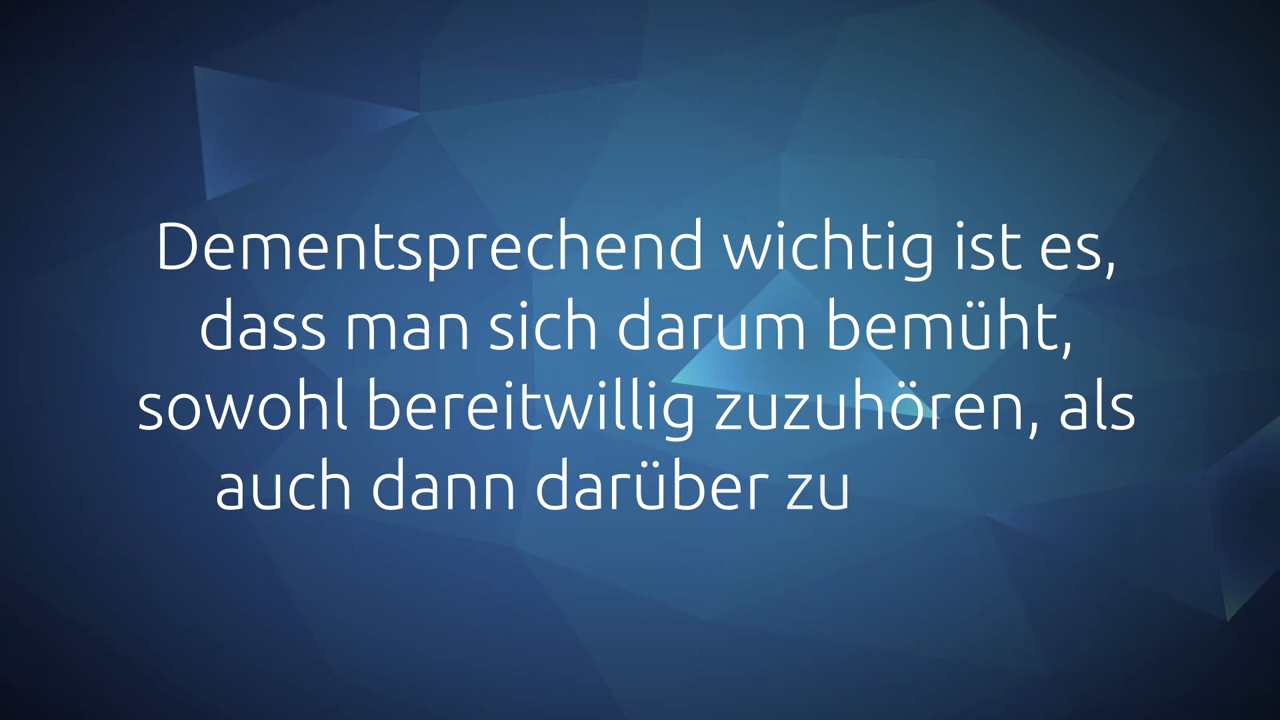 Dementsprechend wichtig ist es,
dass man sich darum bemüht,
sowohl bereitwillig zuzuhören, als
auch dann darüber zu